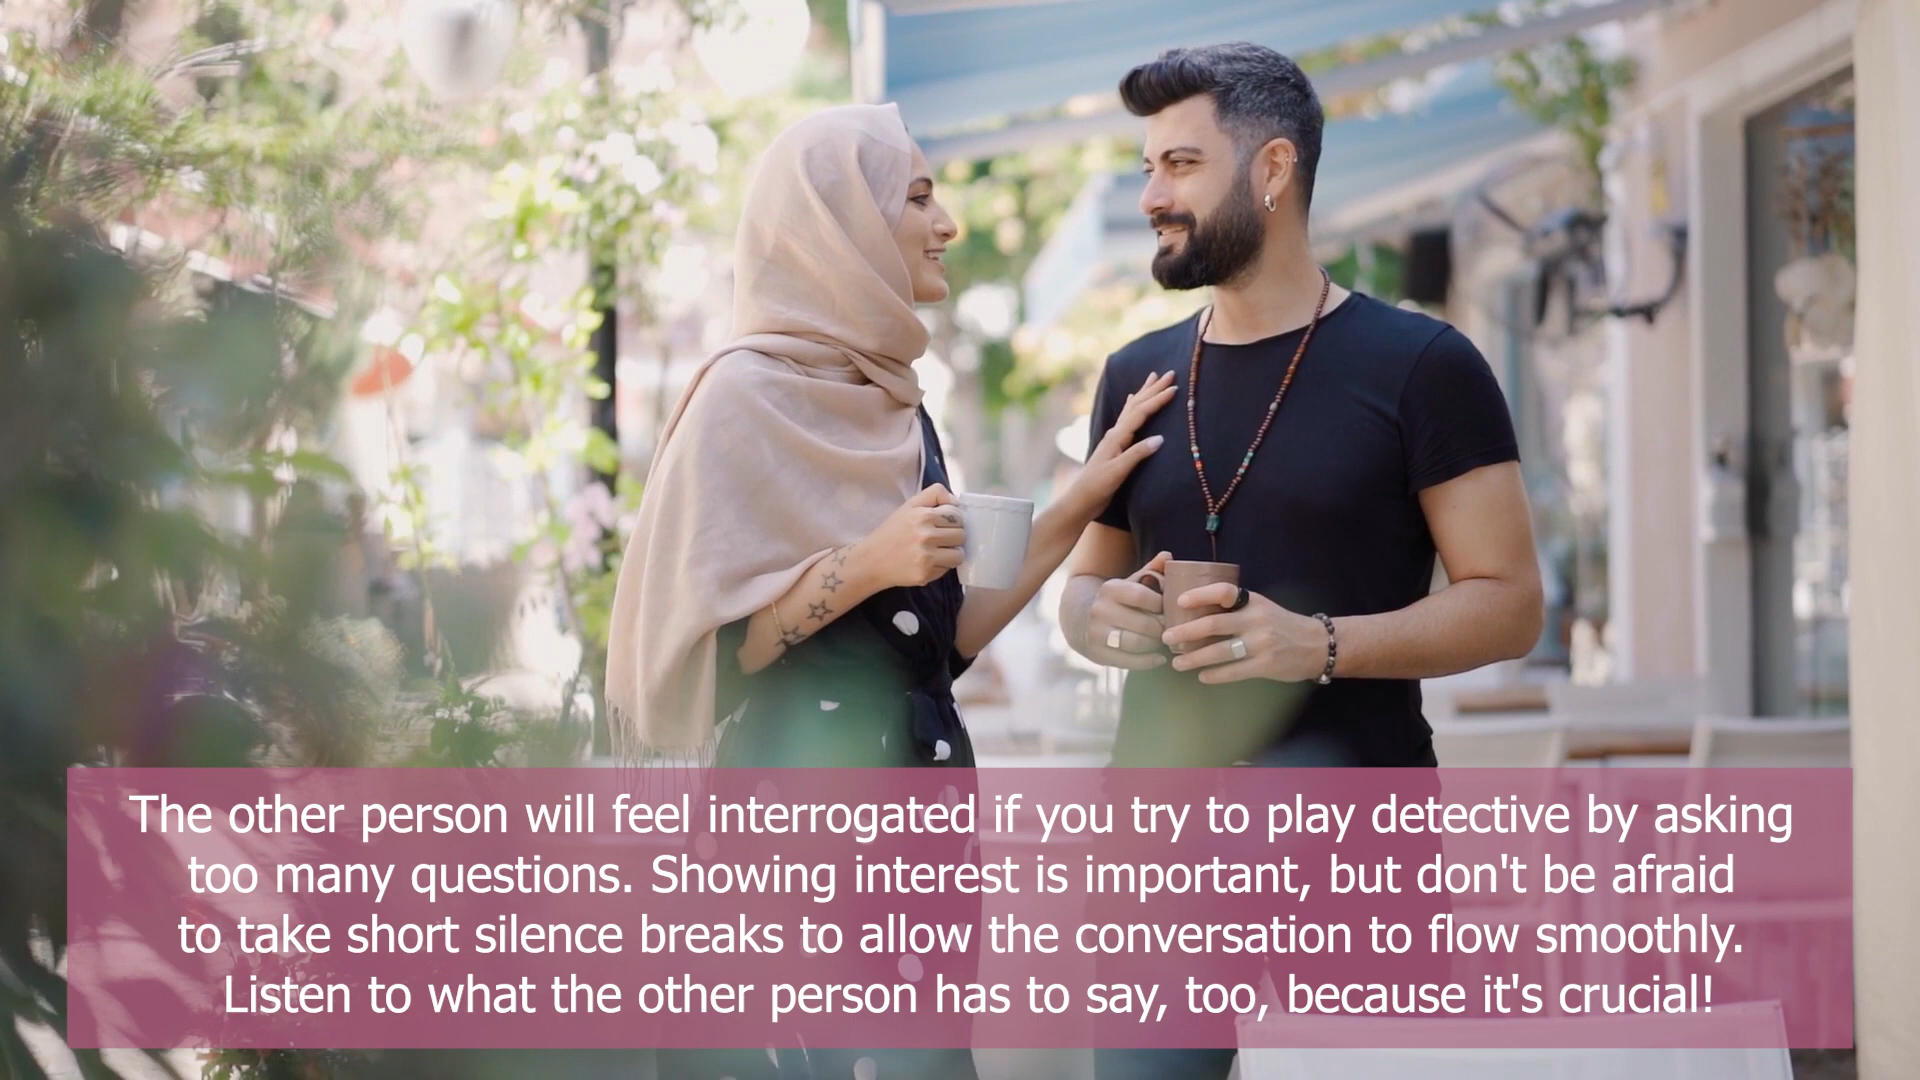 The other person will feel interrogated if you try to play detective by asking
too many questions. Showing interest is important, but don't be afraid
to take short silence breaks to allow the conversation to flow smoothly.
Listen to what the other person has to say, too, because it's crucial!